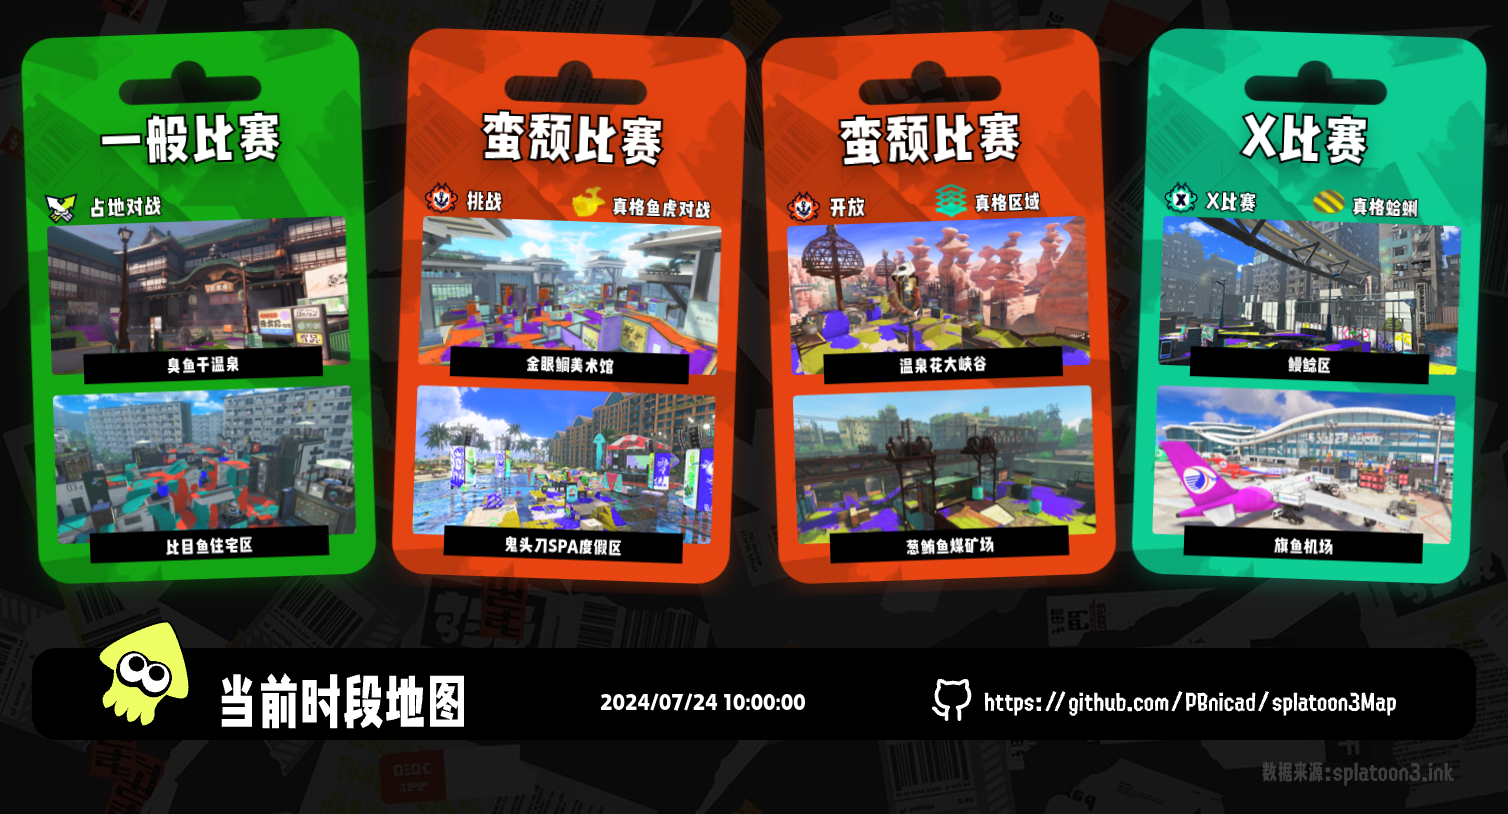 一般比赛
占地对战
臭鱼干温泉
比目鱼住宅区
蛮颓比赛
挑战
真格鱼虎对战
金眼鲷美术馆
鬼头刀SPA度假区
蛮颓比赛
开放
真格区域
温泉花大峡谷
葱鲔鱼煤矿场
X比赛
X比赛
真格蛤蜊
鳗鲶区
旗鱼机场
当前时段地图
2024/07/24 10:00:00
https://github.com/PBnicad/splatoon3Map
数据来源:splatoon3.ink